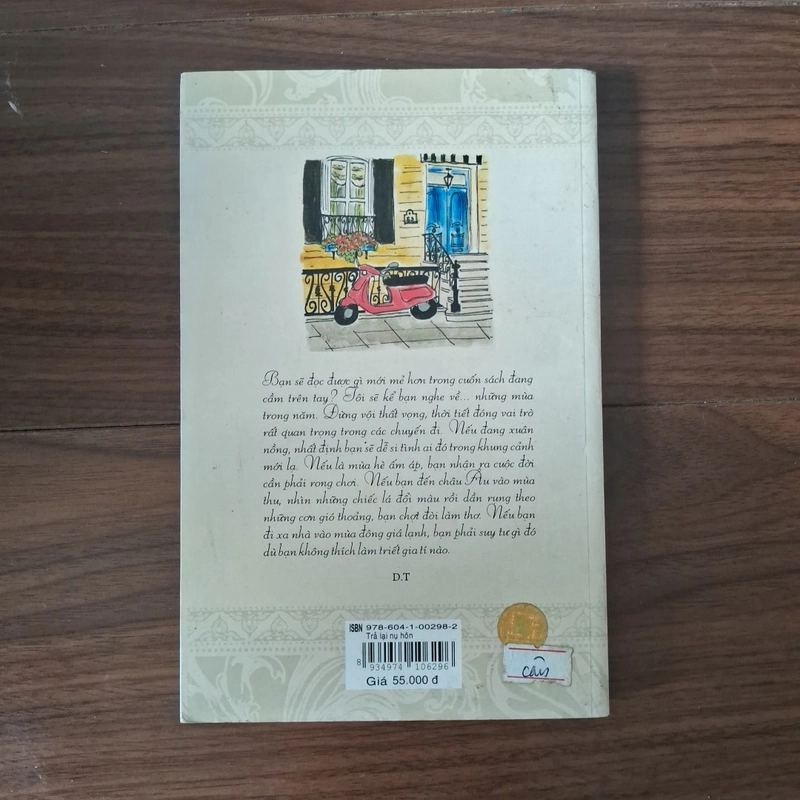 Bạn sẽ đọc được gì mới mẻ hơn trong cuốn sách đang
cầm trên tay? Tôi sẽ kể bạn nghe về... những mùa
trong năm. Đừng vội thất vọng, thời tiết đóng vai trò
rất quan trọng trong các chuyến đi. Nếu đang xuân
nồng, nhất định bạn sẽ dễ si tình ai đó trong khung cảnh
mới lạ. Nếu là mùa hè ấm áp, bạn nhận ra cuộc đời
cần phải rong chơi. Nếu bạn đến châu Âu vào mùa
thu, nhìn những chiếc lá đổi màu rồi dần rụng theo
những cơn gió thoảng, bạn chợt đòi làm thơ. Nếu bạn
đi xa nhà vào mùa đông giá lạnh, bạn phải suy tư gì đó
dù bạn không thích làm triết gia tí nào.
D.T
ISBN 978-604-1-00298-2
Trả lại nụ hôn
8 934974 106296
Giá 55.000 đ